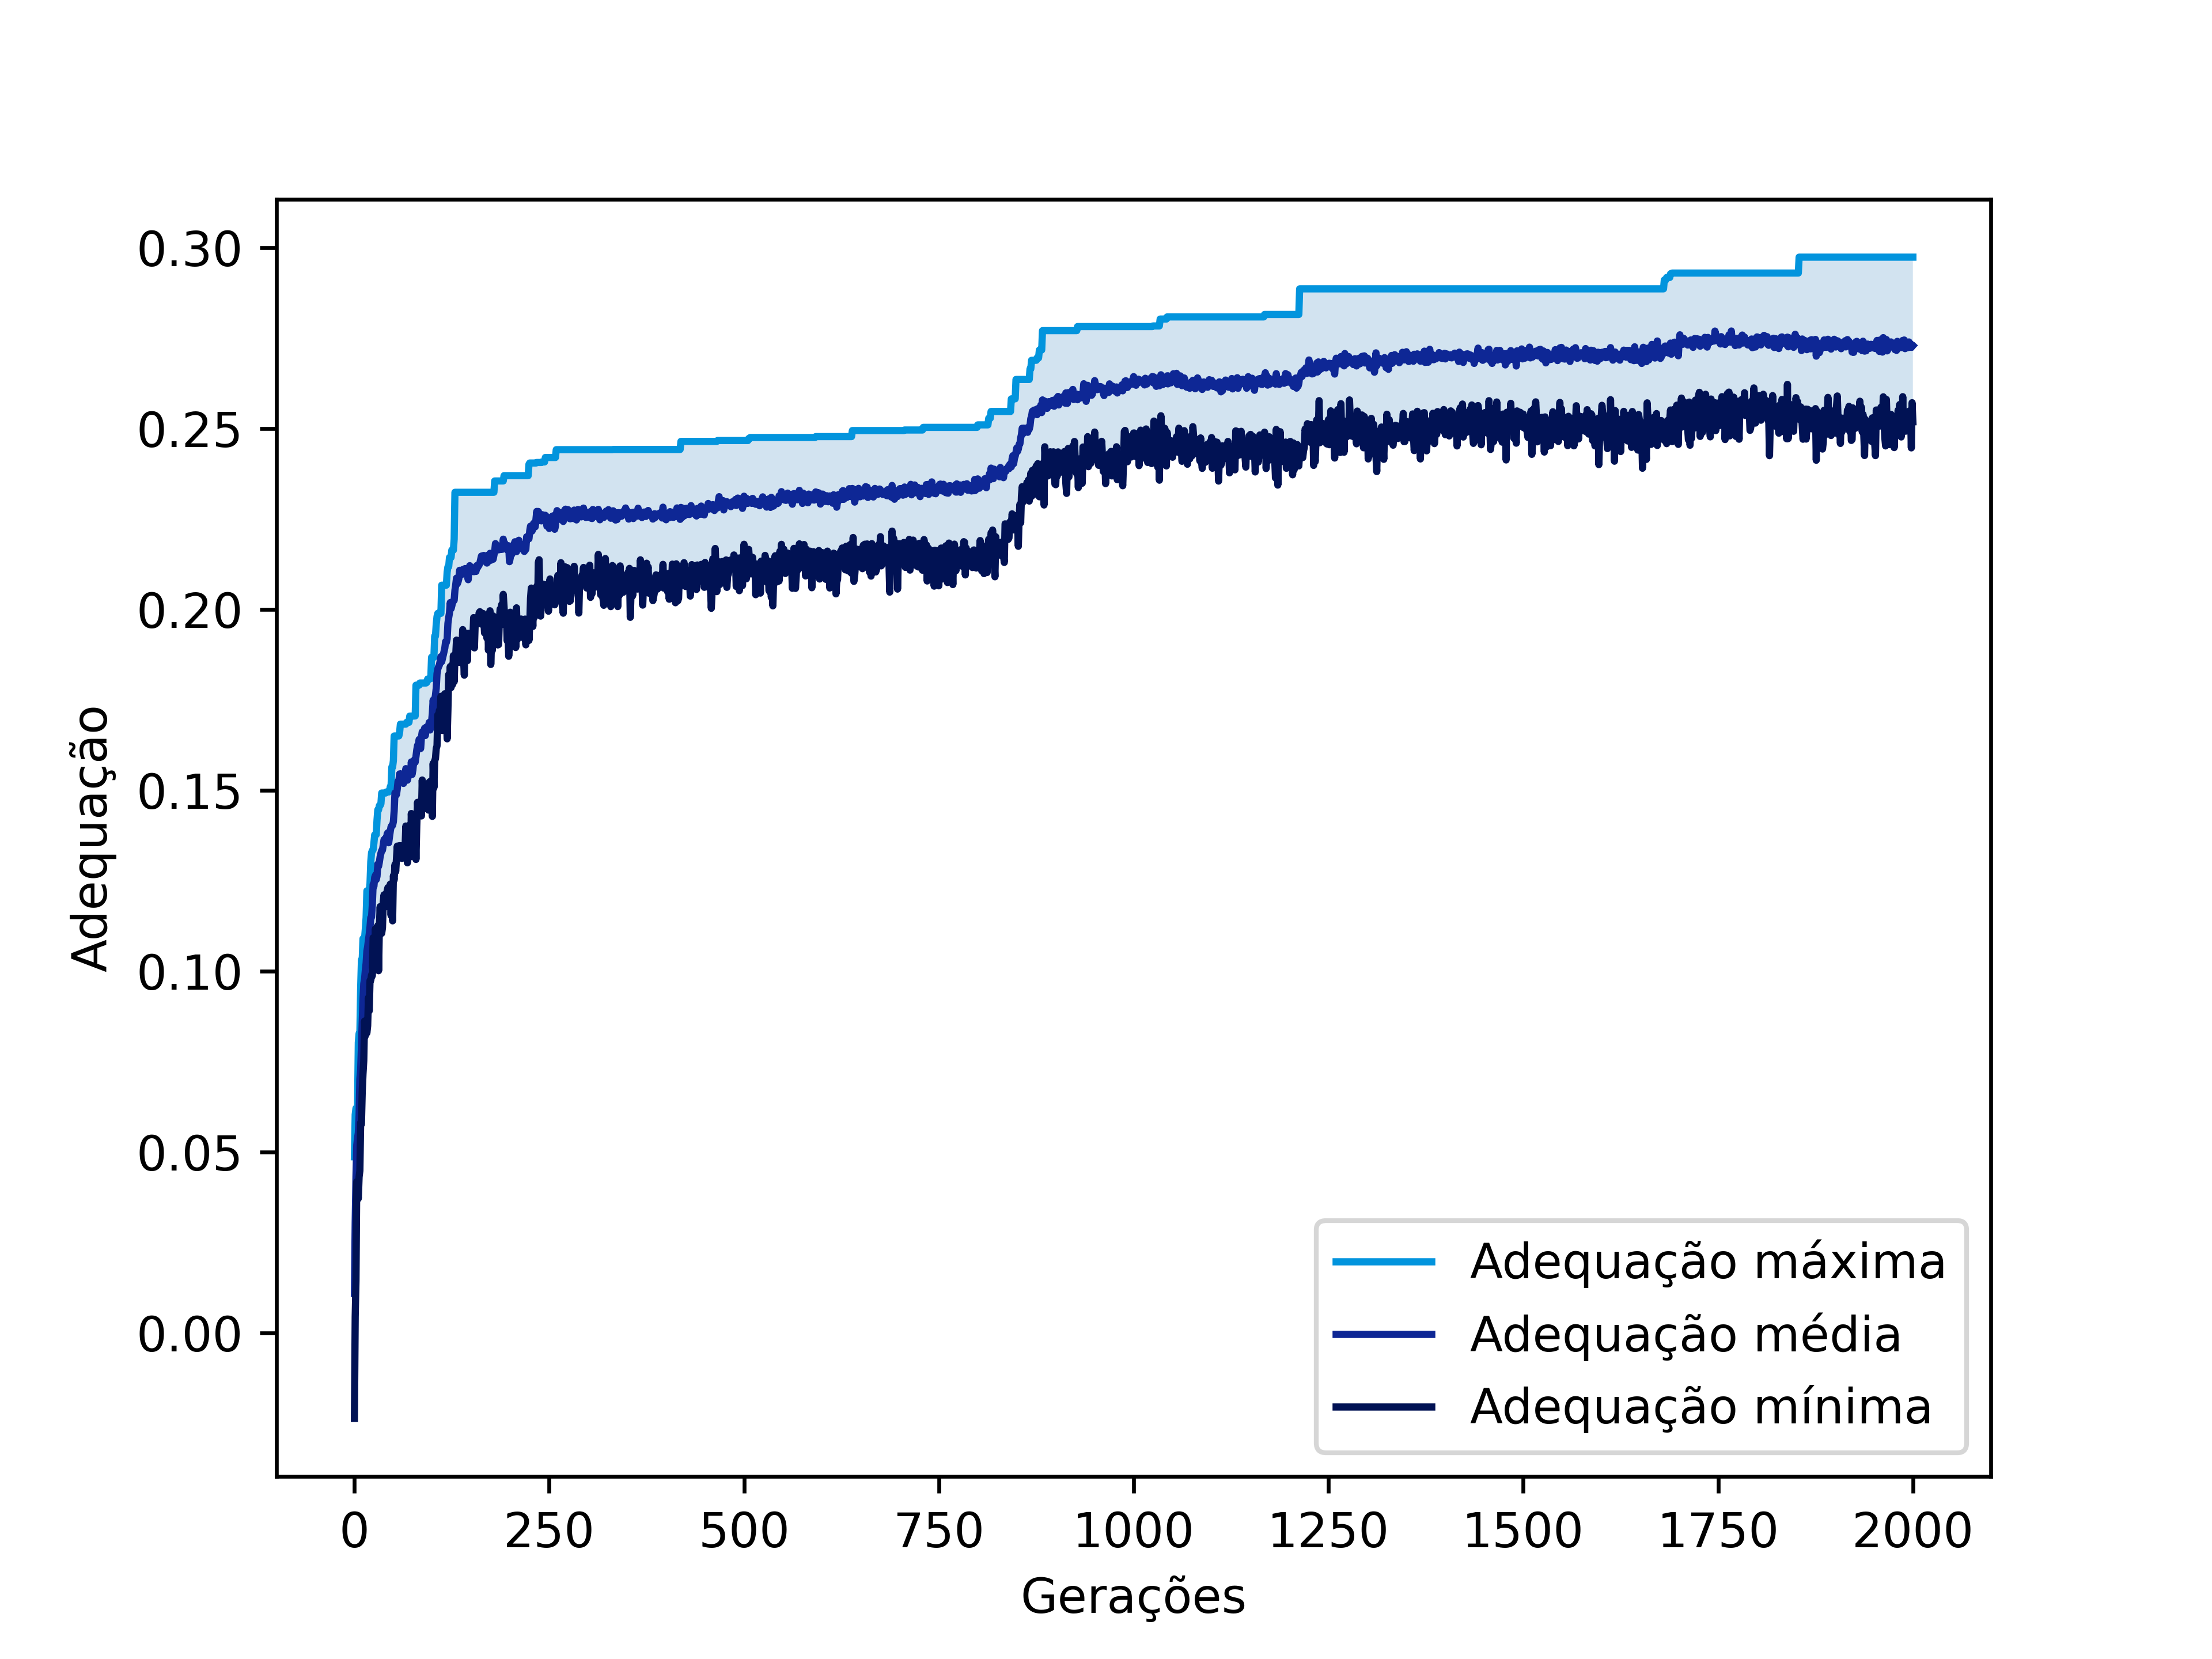 0.30
0.25
0.20
0.15
0.10
0.05
0.00
Adequação
0 250 500 750 1000 1250 1500 1750 2000
Gerações
Adequação máxima
Adequação média
Adequação mínima